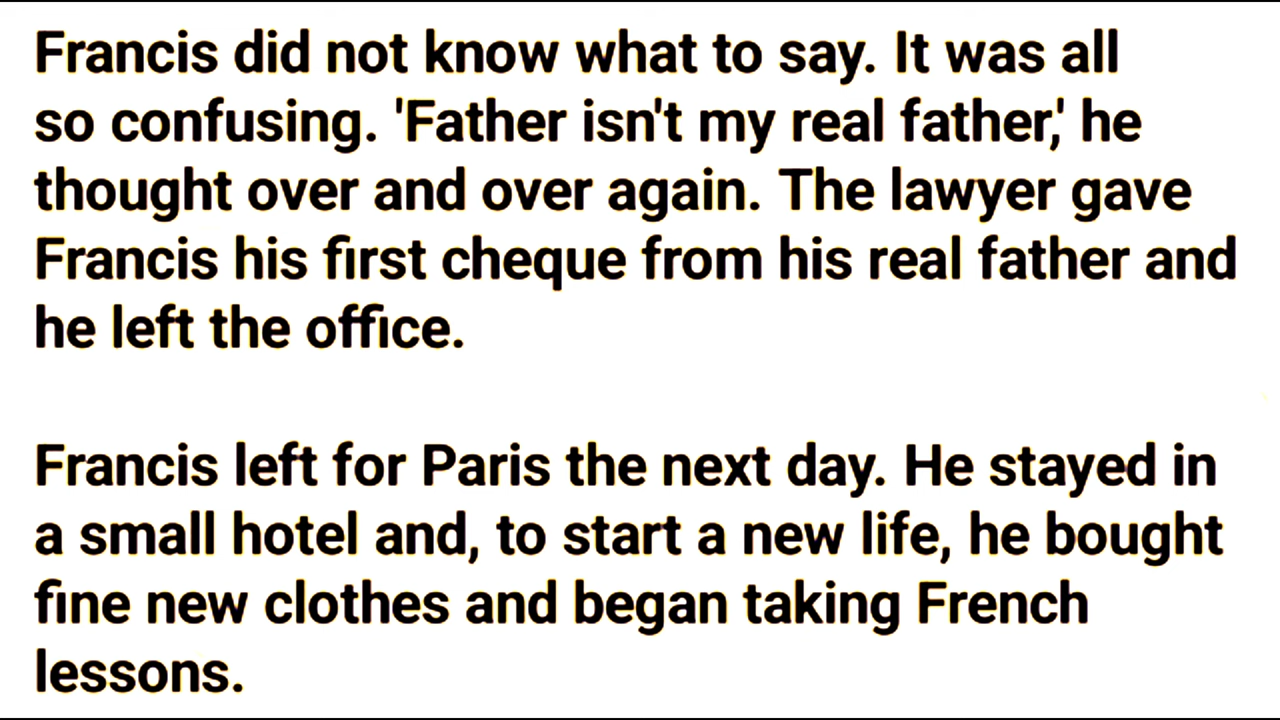 Francis did not know what to say. It was all
so confusing. 'Father isn't my real father,' he
thought over and over again. The lawyer gave
Francis his first cheque from his real father and
he left the office.
Francis left for Paris the next day. He stayed in
a small hotel and, to start a new life, he bought
fine new clothes and began taking French
lessons.